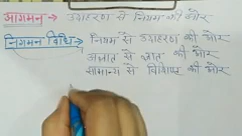 आगमन → उदाहरण से नियम की ओर
निगमन विधि → नियम से उदाहरण की ओर
अज्ञात से ज्ञात की ओर
सामान्य से विशिष्ट की ओर